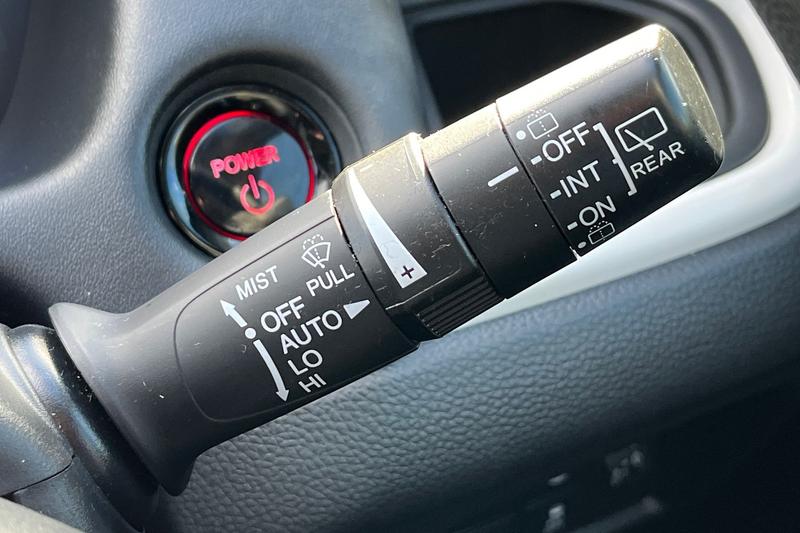 POWER
MIST
PULL
OFF
AUTO
LO
HI
+
OFF
INT
ON
REAR